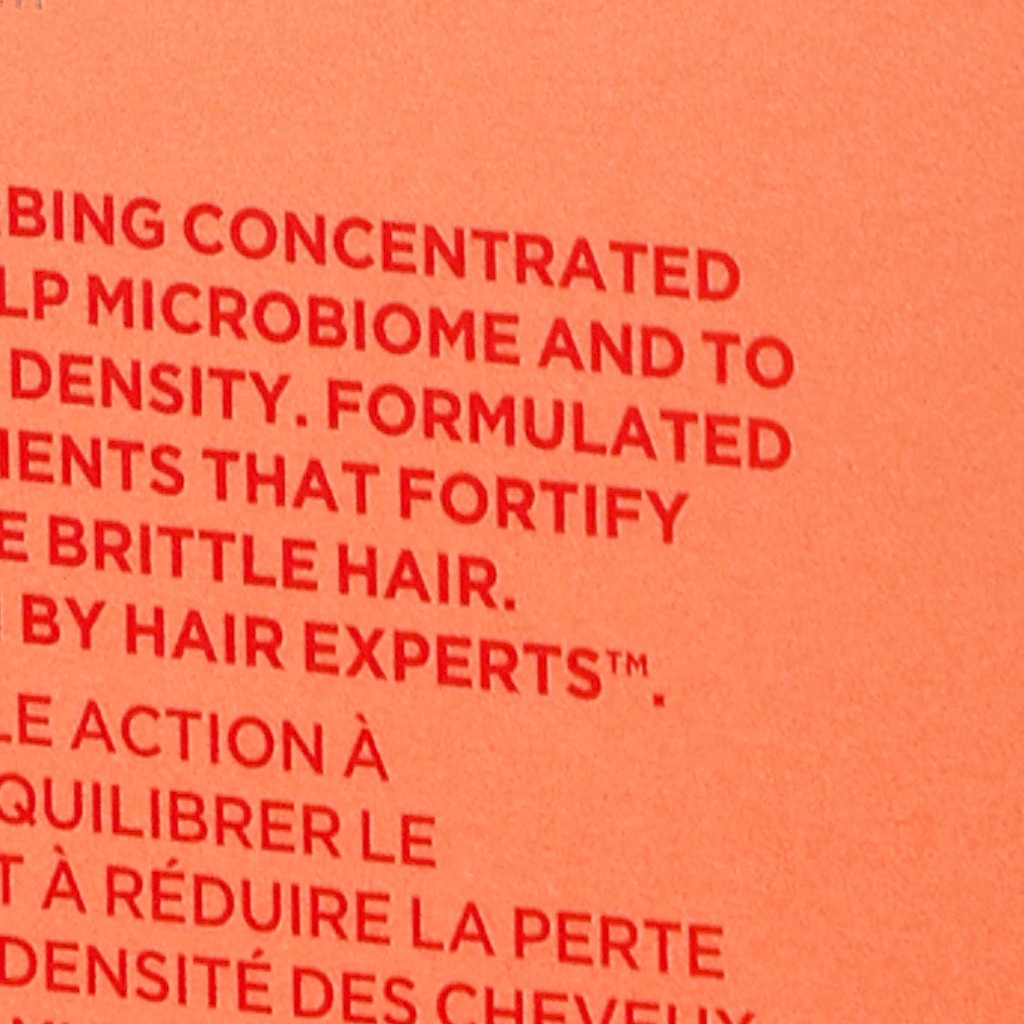 BING CONCENTRATED
LP MICROBIOME AND TO
DENSITY. FORMULATED
IENTS THAT FORTIFY
E BRITTLE HAIR.
BY HAIR EXPERTS™.
LE ACTION À
QUILIBRER LE
T À RÉDUIRE LA PERTE
DENSITÉ DES CHEVEUX